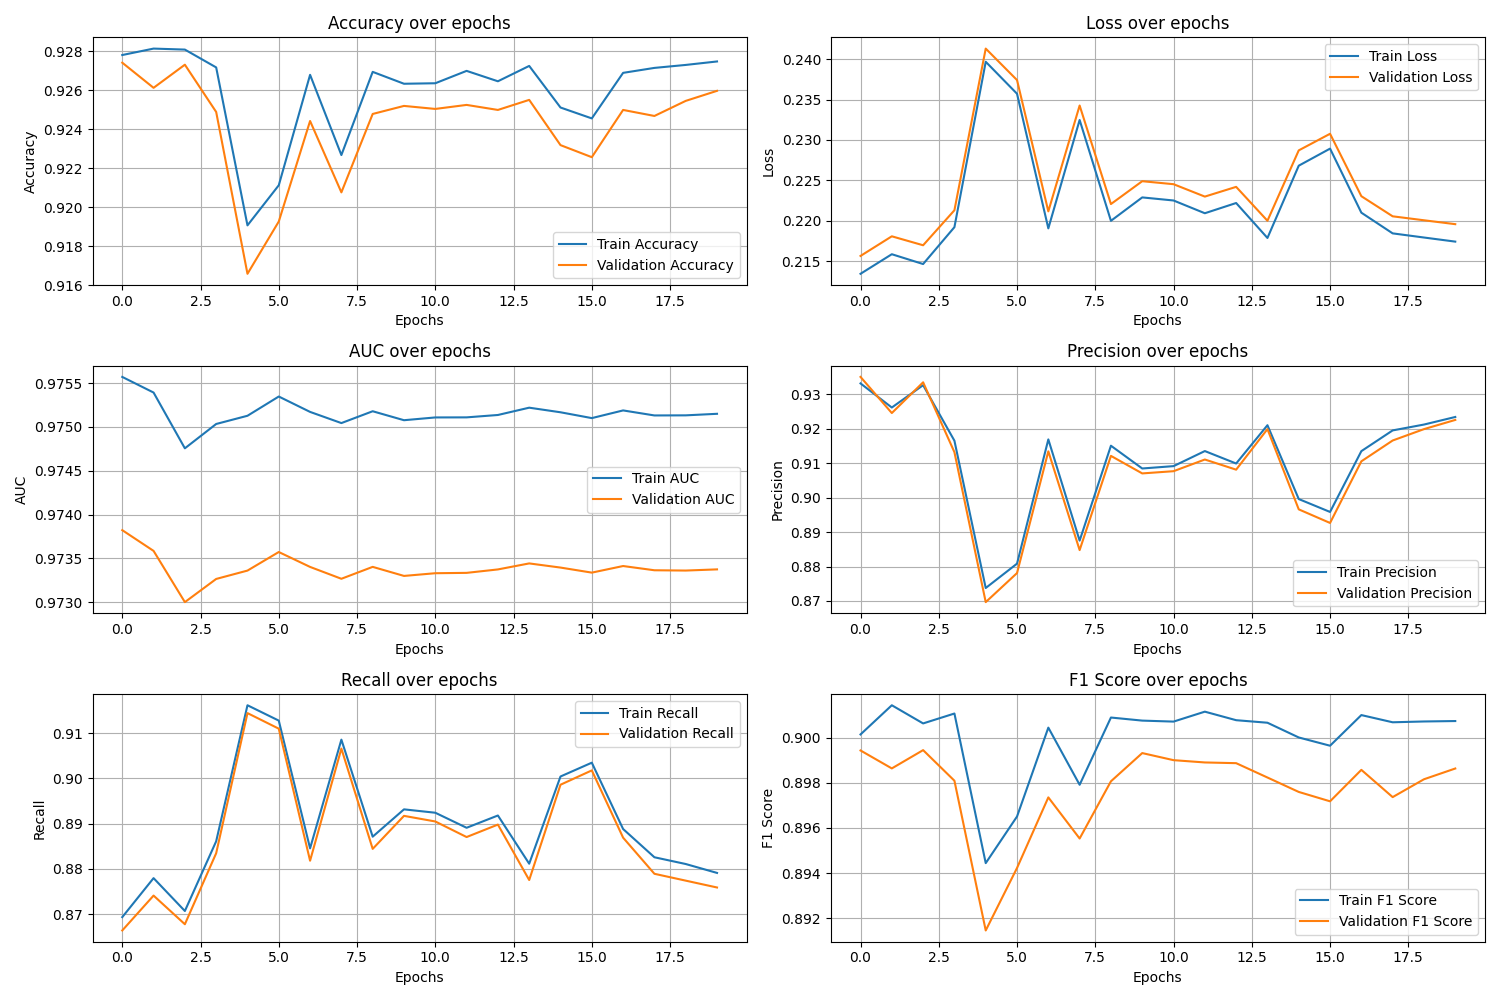 Accuracy over epochs
Accuracy
0.928
0.926
0.924
0.922
0.920
0.918
0.916
Train Accuracy
Validation Accuracy
0.0 2.5 5.0 7.5 10.0 12.5 15.0 17.5
Epochs
Loss over epochs
Loss
0.240
0.235
0.230
0.225
0.220
0.215
Train Loss
Validation Loss
0.0 2.5 5.0 7.5 10.0 12.5 15.0 17.5
Epochs
AUC over epochs
AUC
0.9755
0.9750
0.9745
0.9740
0.9735
0.9730
Train AUC
Validation AUC
0.0 2.5 5.0 7.5 10.0 12.5 15.0 17.5
Epochs
Precision over epochs
Precision
0.93
0.92
0.91
0.90
0.89
0.88
0.87
Train Precision
Validation Precision
0.0 2.5 5.0 7.5 10.0 12.5 15.0 17.5
Epochs
Recall over epochs
Recall
0.91
0.90
0.89
0.88
0.87
Train Recall
Validation Recall
0.0 2.5 5.0 7.5 10.0 12.5 15.0 17.5
Epochs
F1 Score over epochs
F1 Score
0.900
0.898
0.896
0.894
0.892
Train F1 Score
Validation F1 Score
0.0 2.5 5.0 7.5 10.0 12.5 15.0 17.5
Epochs